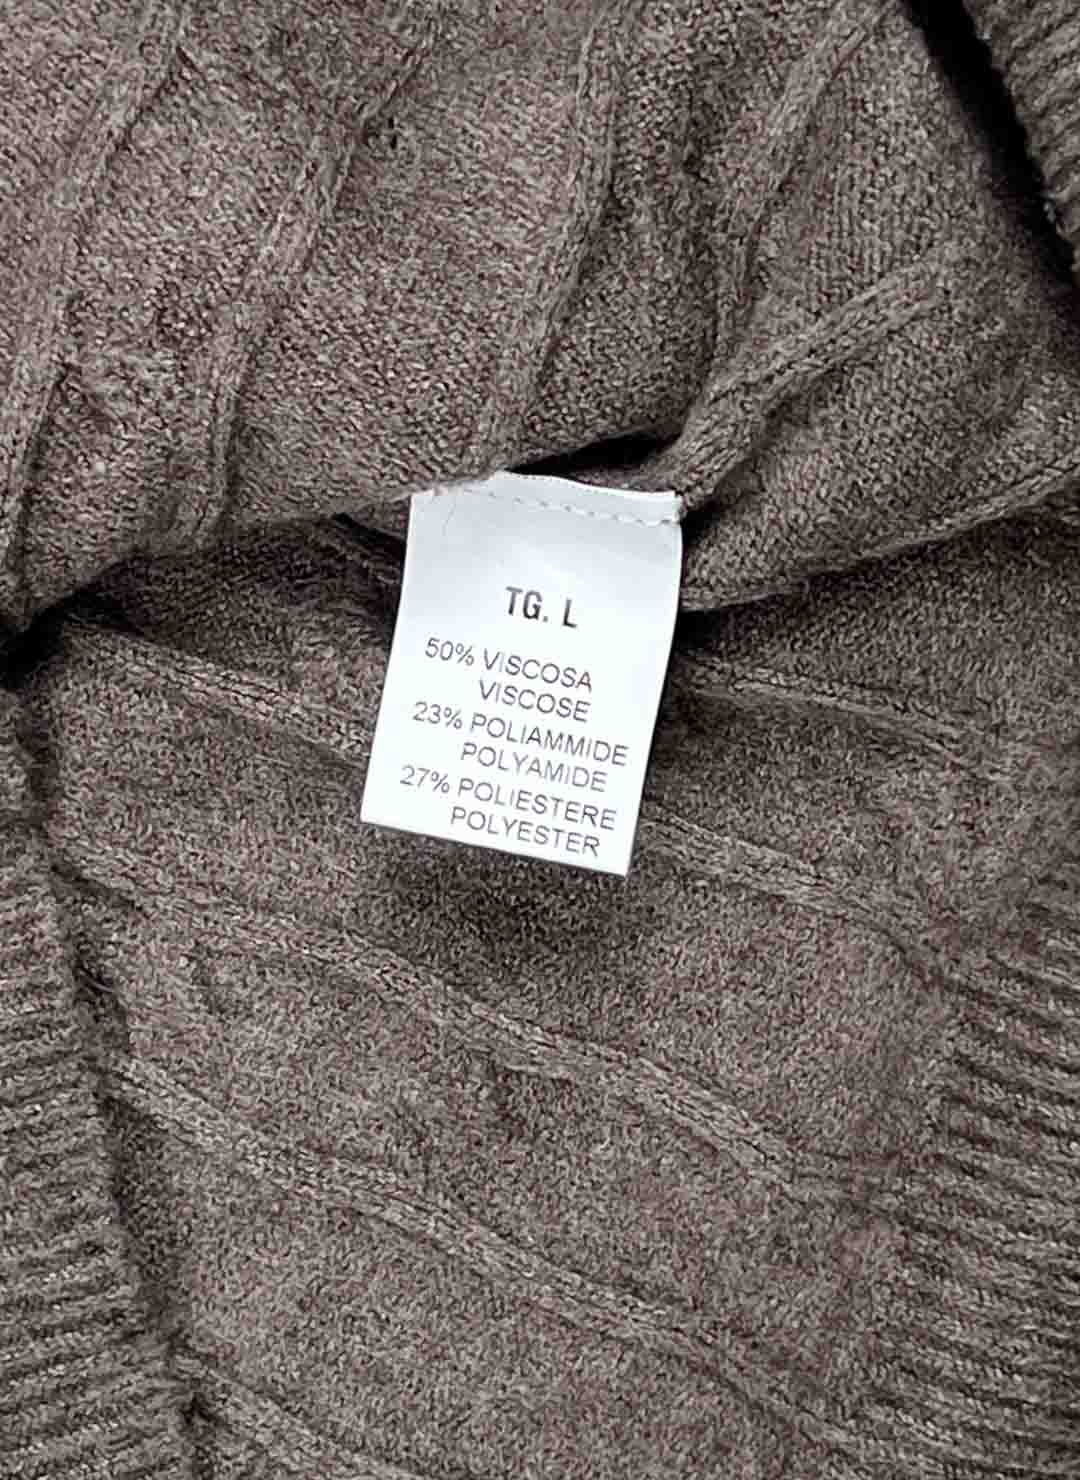 TG. L
50% VISCOSA
VISCOSE
23% POLIAMMIDE
POLYAMIDE
27% POLIESTERE
POLYESTER